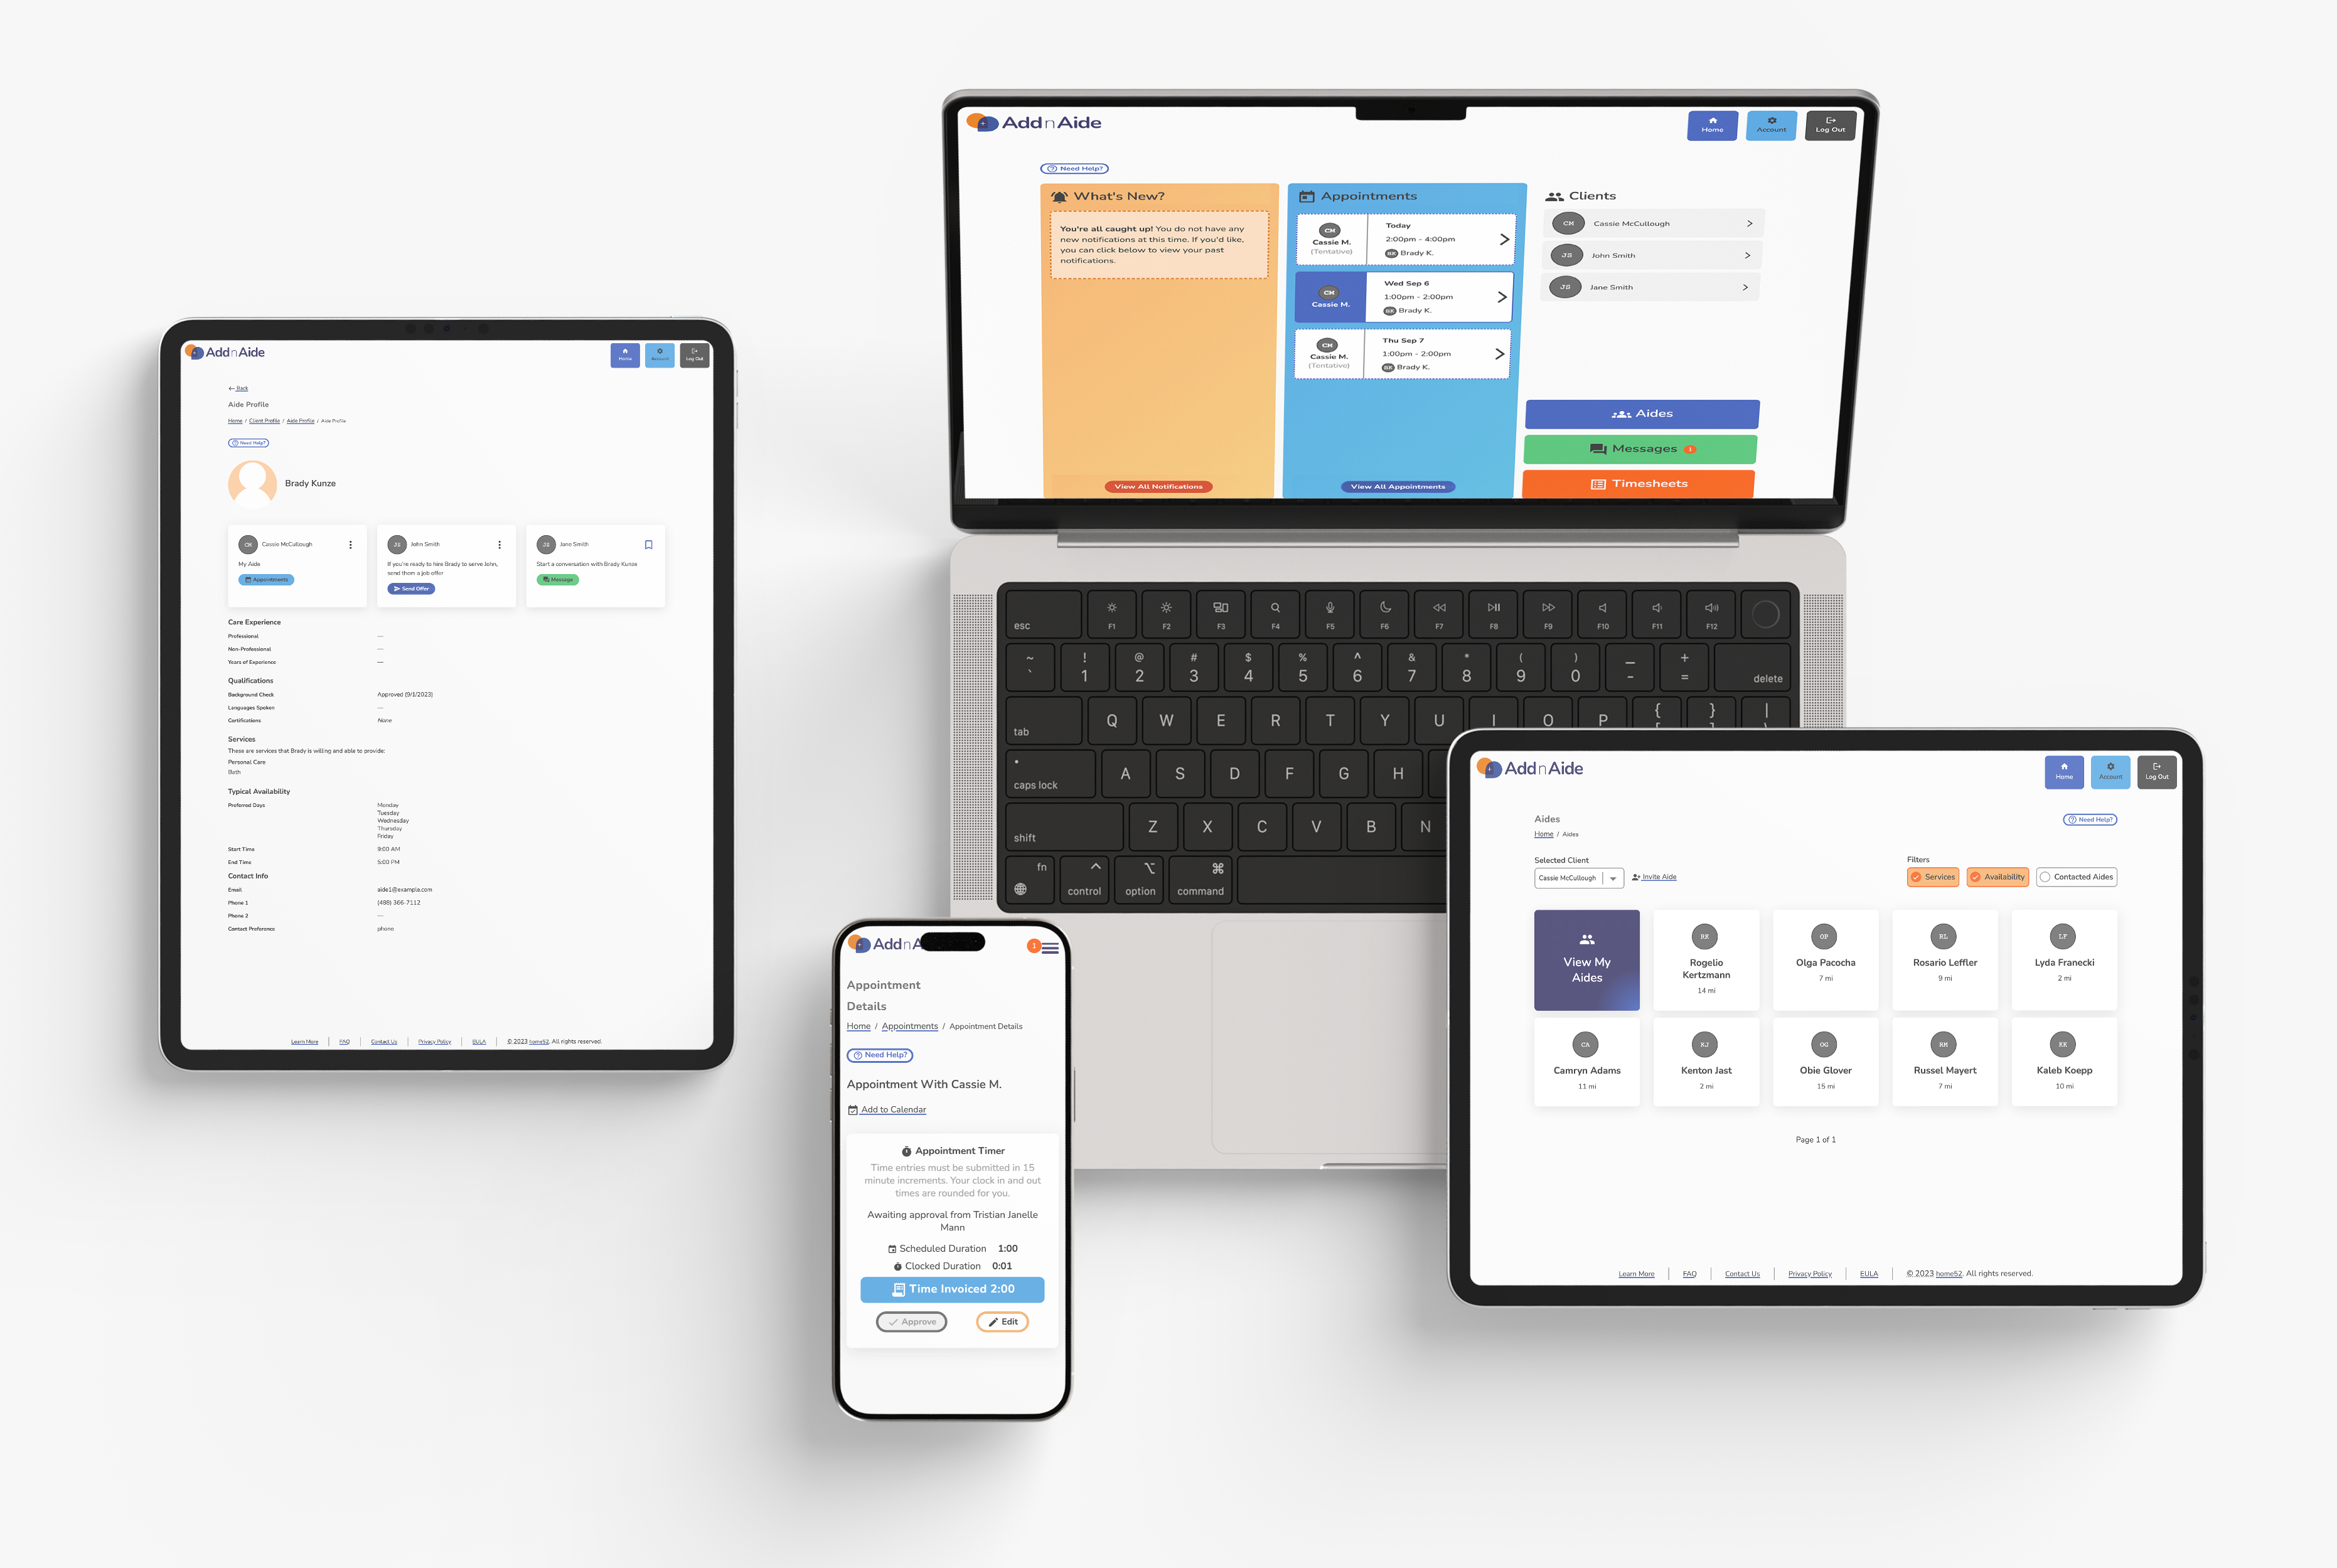 AddnAide
Home
Account
Log Out
Back
Aide Profile
Home / Client Profile / Aide Profile / Aide Profile
Need Help?
Brady Kunze
CM Cassie McCullough
My Aide
Appointments
JS John Smith
If you're ready to hire Brady to serve John,
send them a job offer
Send Offer
JS Jane Smith
Start a conversation with Brady Kunze
Message
Care Experience
Professional ---
Non-Professional ---
Years of Experience ---
Qualifications
Background Check Approved (9/1/2023)
Languages Spoken ---
Certifications None
Services
These are services that Brady is willing and able to provide:
Personal Care
Bath
Typical Availability
Preferred Days Monday
Tuesday
Wednesday
Thursday
Friday
Start Time 9:00 AM
End Time 5:00 PM
Contact Info
Email aide1@example.com
Phone 1 (488) 366-7112
Phone 2 ---
Contact Preference phone
Learn More | FAQ | Contact Us | Privacy Policy | EULA | © 2023 home52. All rights reserved.
AddnAide
Home
Account
Log Out
Need Help?
What's New?
You're all caught up! You do not have any
new notifications at this time. If you'd like,
you can click below to view your past
notifications.
View All Notifications
Appointments
CM
Cassie M.
(Tentative)
Today
2:00pm - 4:00pm
BK Brady K.
CM
Cassie M.
Wed Sep 6
1:00pm - 2:00pm
BK Brady K.
CM
Cassie M.
(Tentative)
Thu Sep 7
1:00pm - 2:00pm
BK Brady K.
View All Appointments
Clients
CM Cassie McCullough
JS John Smith
JS Jane Smith
Aides
Messages 1
Timesheets
esc F1 F2 F3 F4 F5 F6 F7 F8 F9 F10 F11 F12
~ ! @ # $ % ^ & * ( ) _ +
` 1 2 3 4 5 6 7 8 9 0 - = delete
tab Q W E R T Y U I O P { } |
caps lock A S D F G H
shift Z X C V B N
fn control option command
AddnA
1
Appointment
Details
Home / Appointments / Appointment Details
Need Help?
Appointment With Cassie M.
Add to Calendar
Appointment Timer
Time entries must be submitted in 15
minute increments. Your clock in and out
times are rounded for you.
Awaiting approval from Tristian Janelle
Mann
Scheduled Duration 1:00
Clocked Duration 0:01
Time Invoiced 2:00
Approve
Edit
AddnAide
Home
Account
Log Out
Aides
Home / Aides
Need Help?
Selected Client
Cassie McCullough
Invite Aide
Filters
Services
Availability
Contacted Aides
View My
Aides
RK
Rogelio
Kertzmann
14 mi
OP
Olga Pacocha
7 mi
RL
Rosario Leffler
9 mi
LF
Lyda Franecki
2 mi
CA
Camryn Adams
11 mi
KJ
Kenton Jast
2 mi
OG
Obie Glover
15 mi
RM
Russel Mayert
7 mi
KK
Kaleb Koepp
10 mi
Page 1 of 1
Learn More | FAQ | Contact Us | Privacy Policy | EULA | © 2023 home52. All rights reserved.